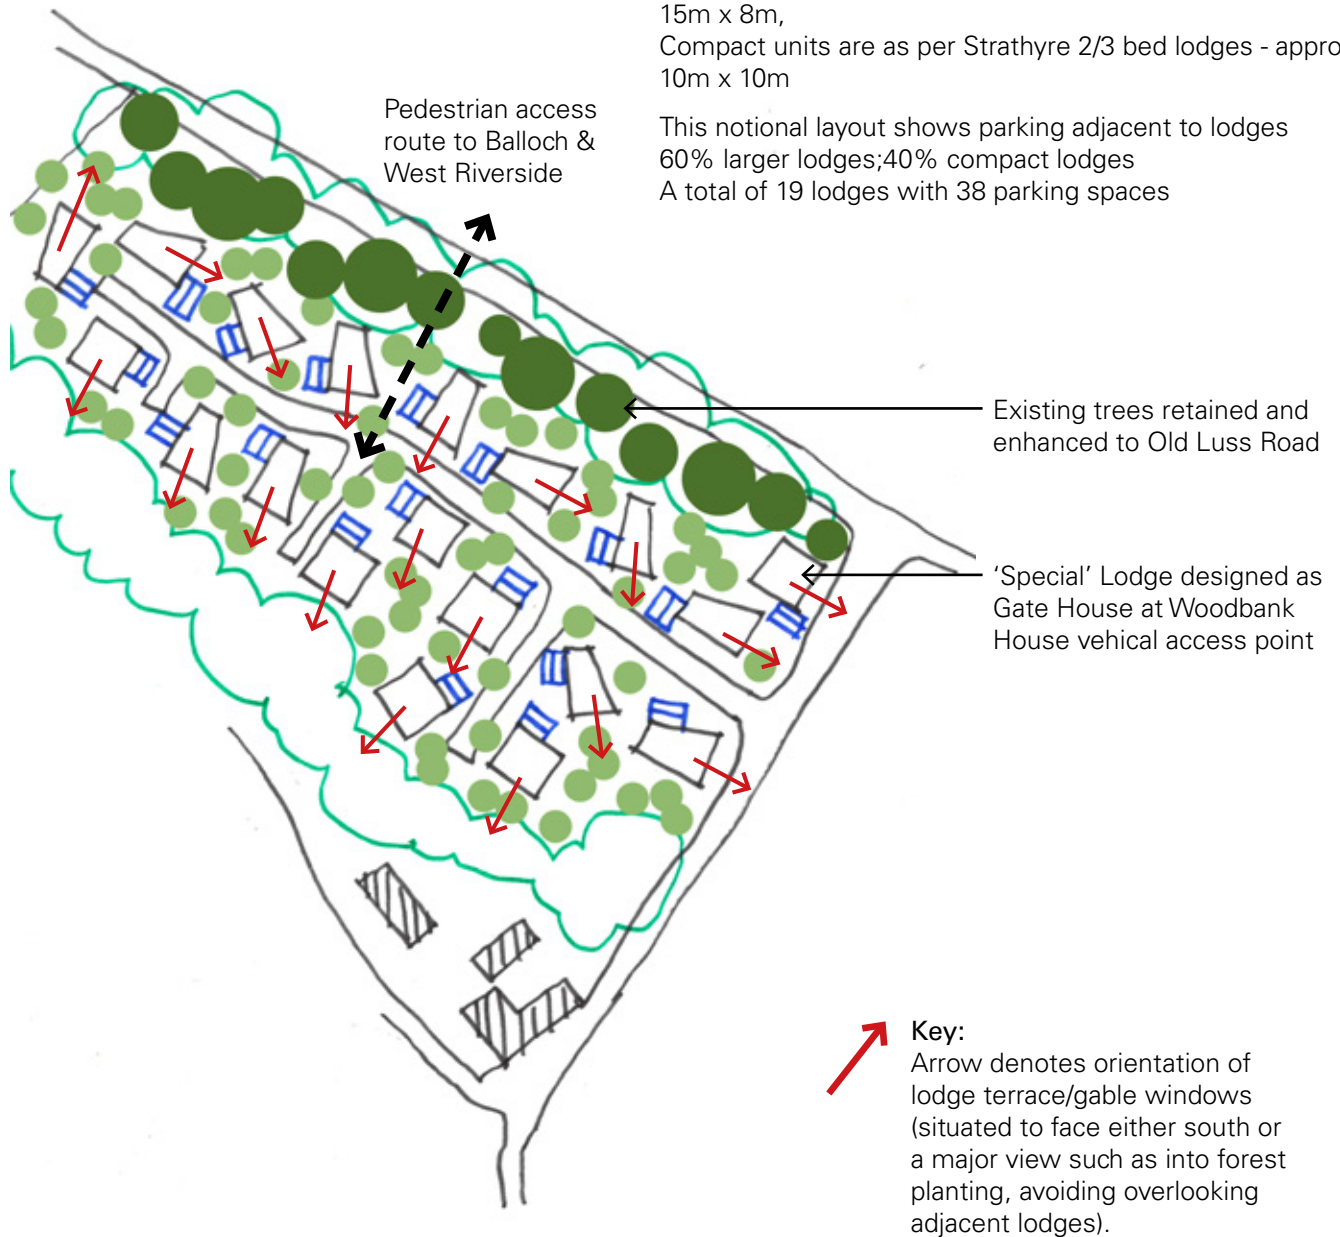 15m x 8m,
Compact units are as per Strathyre 2/3 bed lodges - appro
10m x 10m
This notional layout shows parking adjacent to lodges
60% larger lodges;40% compact lodges
A total of 19 lodges with 38 parking spaces
Pedestrian access
route to Balloch &
West Riverside
Existing trees retained and
enhanced to Old Luss Road
‘Special’ Lodge designed as
Gate House at Woodbank
House vehical access point
Key:
Arrow denotes orientation of
lodge terrace/gable windows
(situated to face either south or
a major view such as into forest
planting, avoiding overlooking
adjacent lodges).